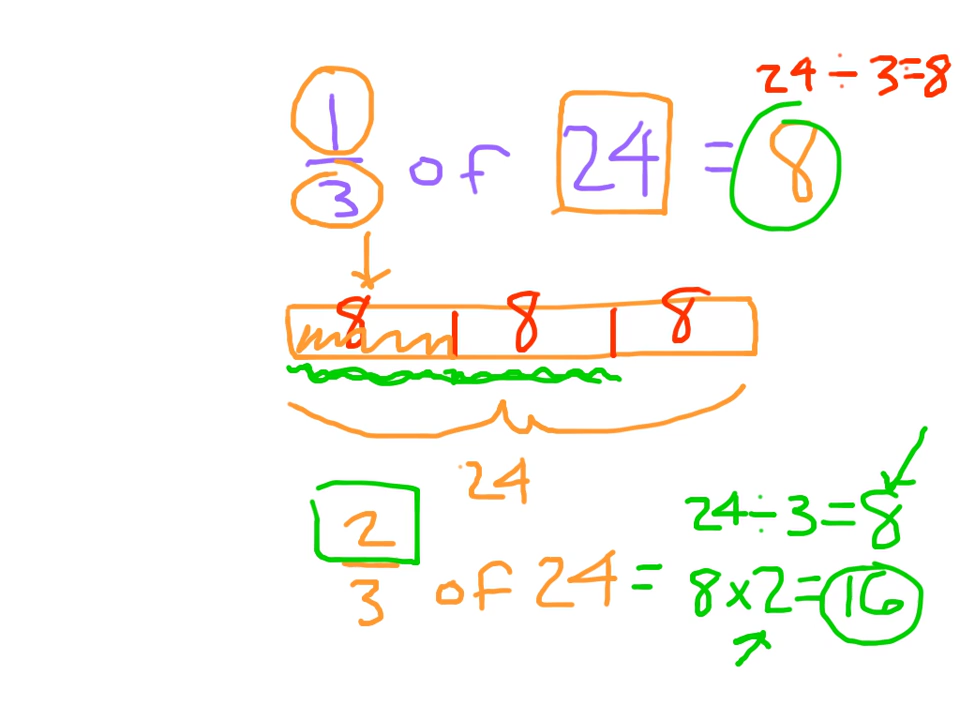 24 ÷ 3 = 8
1/3 of 24 = 8
8 8 8
24
24 ÷ 3 = 8
2/3 of 24 = 8 × 2 = 16